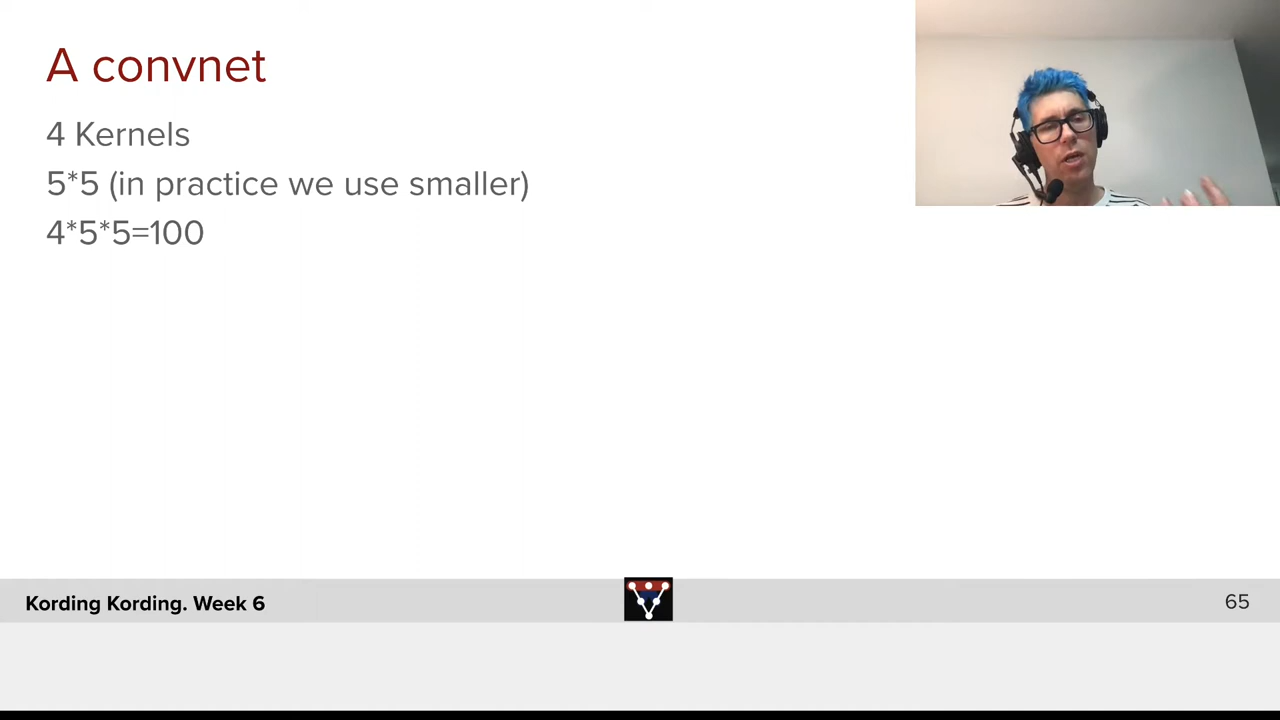 A convnet
4 Kernels
5*5 (in practice we use smaller)
4*5*5=100
Kording Kording. Week 6
65